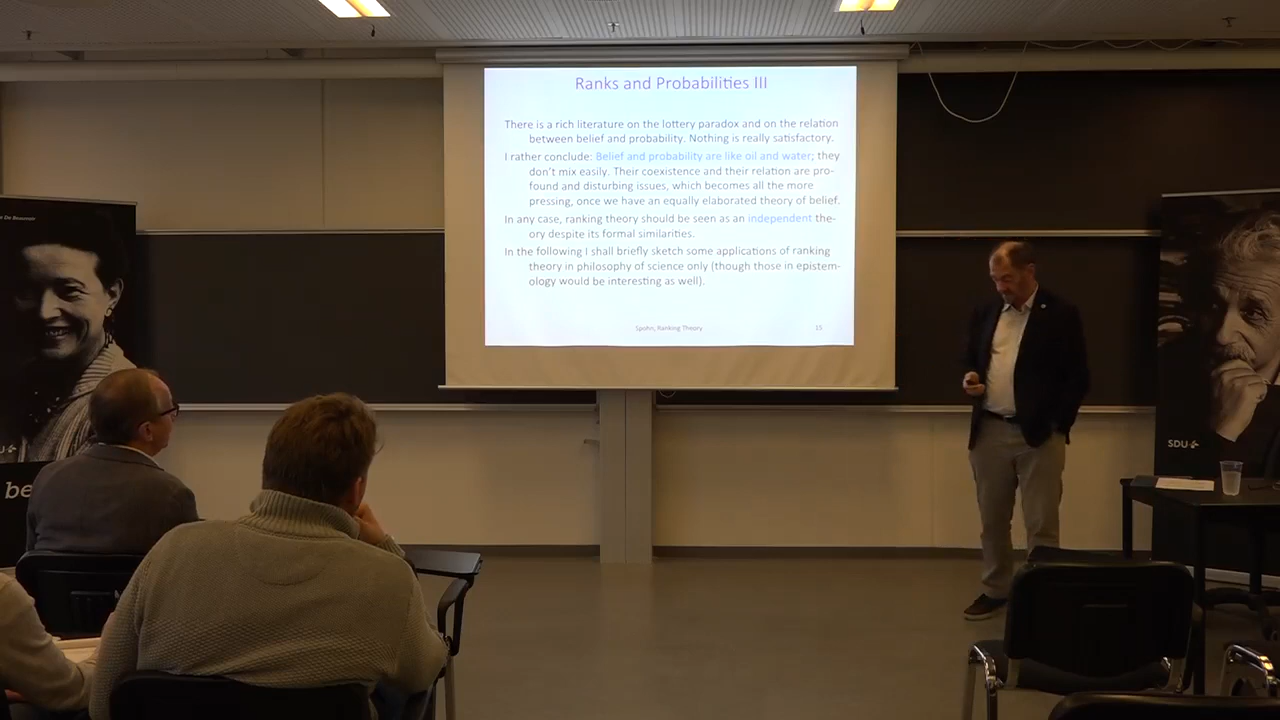 Ranks and Probabilities III
There is a rich literature on the lottery paradox and on the relation
between belief and probability. Nothing is really satisfactory.
I rather conclude: Belief and probability are like oil and water; they
don't mix easily. Their coexistence and their relation are pro-
found and disturbing issues, which becomes all the more
pressing, once we have an equally elaborated theory of belief.
In any case, ranking theory should be seen as an independent the-
ory despite its formal similarities.
In the following I shall briefly sketch some applications of ranking
theory in philosophy of science only (though those in epistem-
ology would be interesting as well).
Spohn, Ranking Theory
15
De Beauvoir
be
SDU